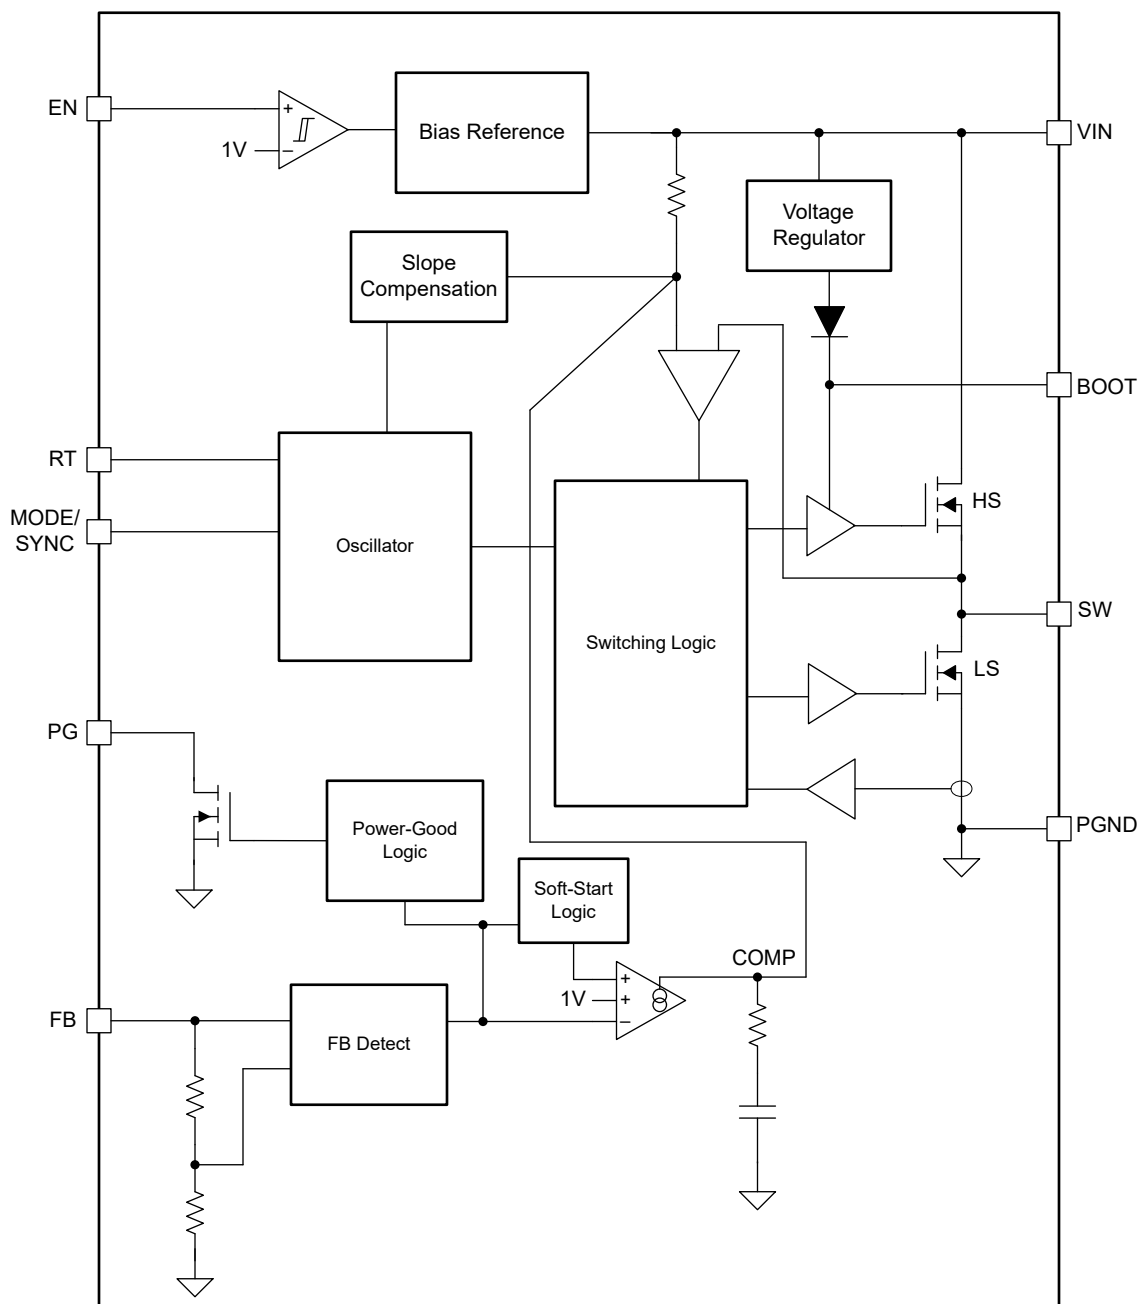 EN
+
1V
−
Bias Reference
VIN
Voltage
Regulator
Slope
Compensation
BOOT
RT
MODE/
SYNC
Oscillator
HS
Switching Logic
SW
LS
PG
Power-Good
Logic
PGND
Soft-Start
Logic
COMP
+
1V
+
−
FB
FB Detect